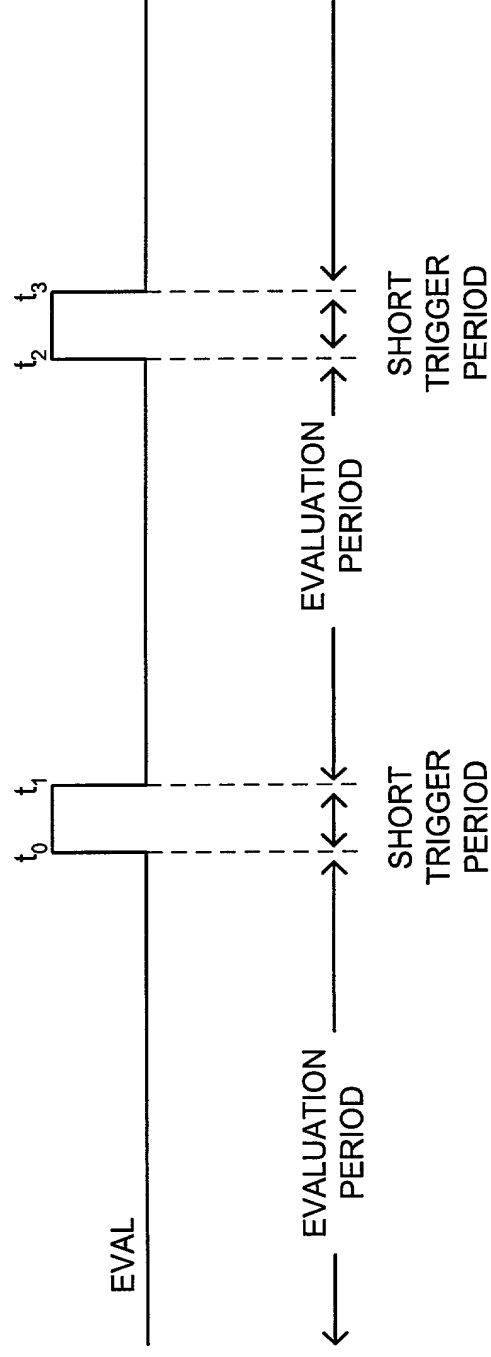 t₀ t₁ t₂ t₃
EVAL
EVALUATION
PERIOD
EVALUATION
PERIOD
SHORT
TRIGGER
PERIOD
SHORT
TRIGGER
PERIOD